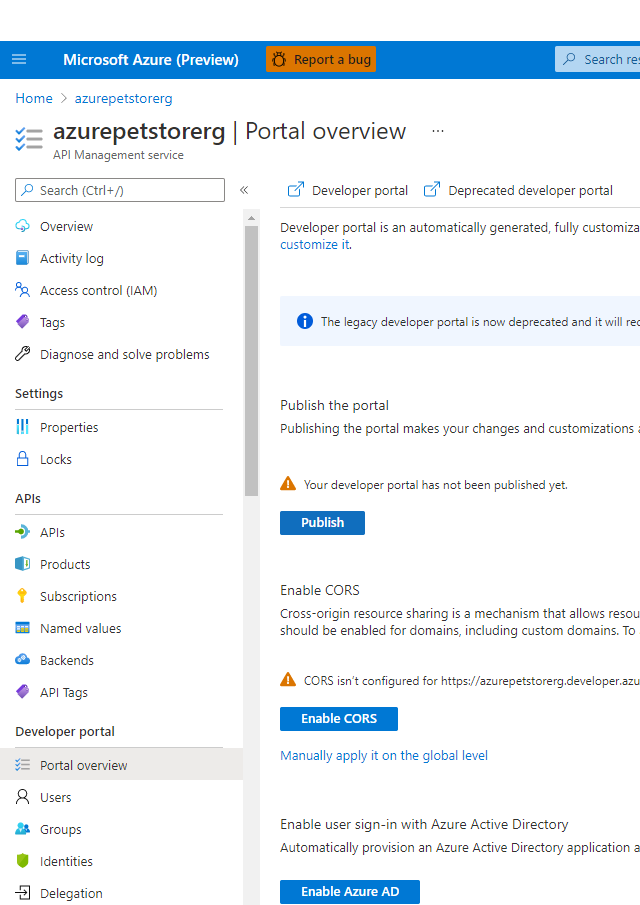 Microsoft Azure (Preview)
Report a bug
Search
Home > azurepetstorerg
azurepetstorerg | Portal overview ...
API Management service
Search (Ctrl+/)
«
Developer portal
Deprecated developer portal
Overview
Activity log
Access control (IAM)
Tags
Diagnose and solve problems
Settings
Properties
Locks
APIs
APIs
Products
Subscriptions
Named values
Backends
API Tags
Developer portal
Portal overview
Users
Groups
Identities
Delegation
Developer portal is an automatically generated, fully
customize it.
The legacy developer portal is now deprecated and it will
Publish the portal
Publishing the portal makes your changes and customizations
Your developer portal has not been published yet.
Publish
Enable CORS
Cross-origin resource sharing is a mechanism that allows
should be enabled for domains, including custom domains. To
CORS isn't configured for https://azurepetstorerg.developer.azu
Enable CORS
Manually apply it on the global level
Enable user sign-in with Azure Active Directory
Automatically provision an Azure Active Directory application
Enable Azure AD